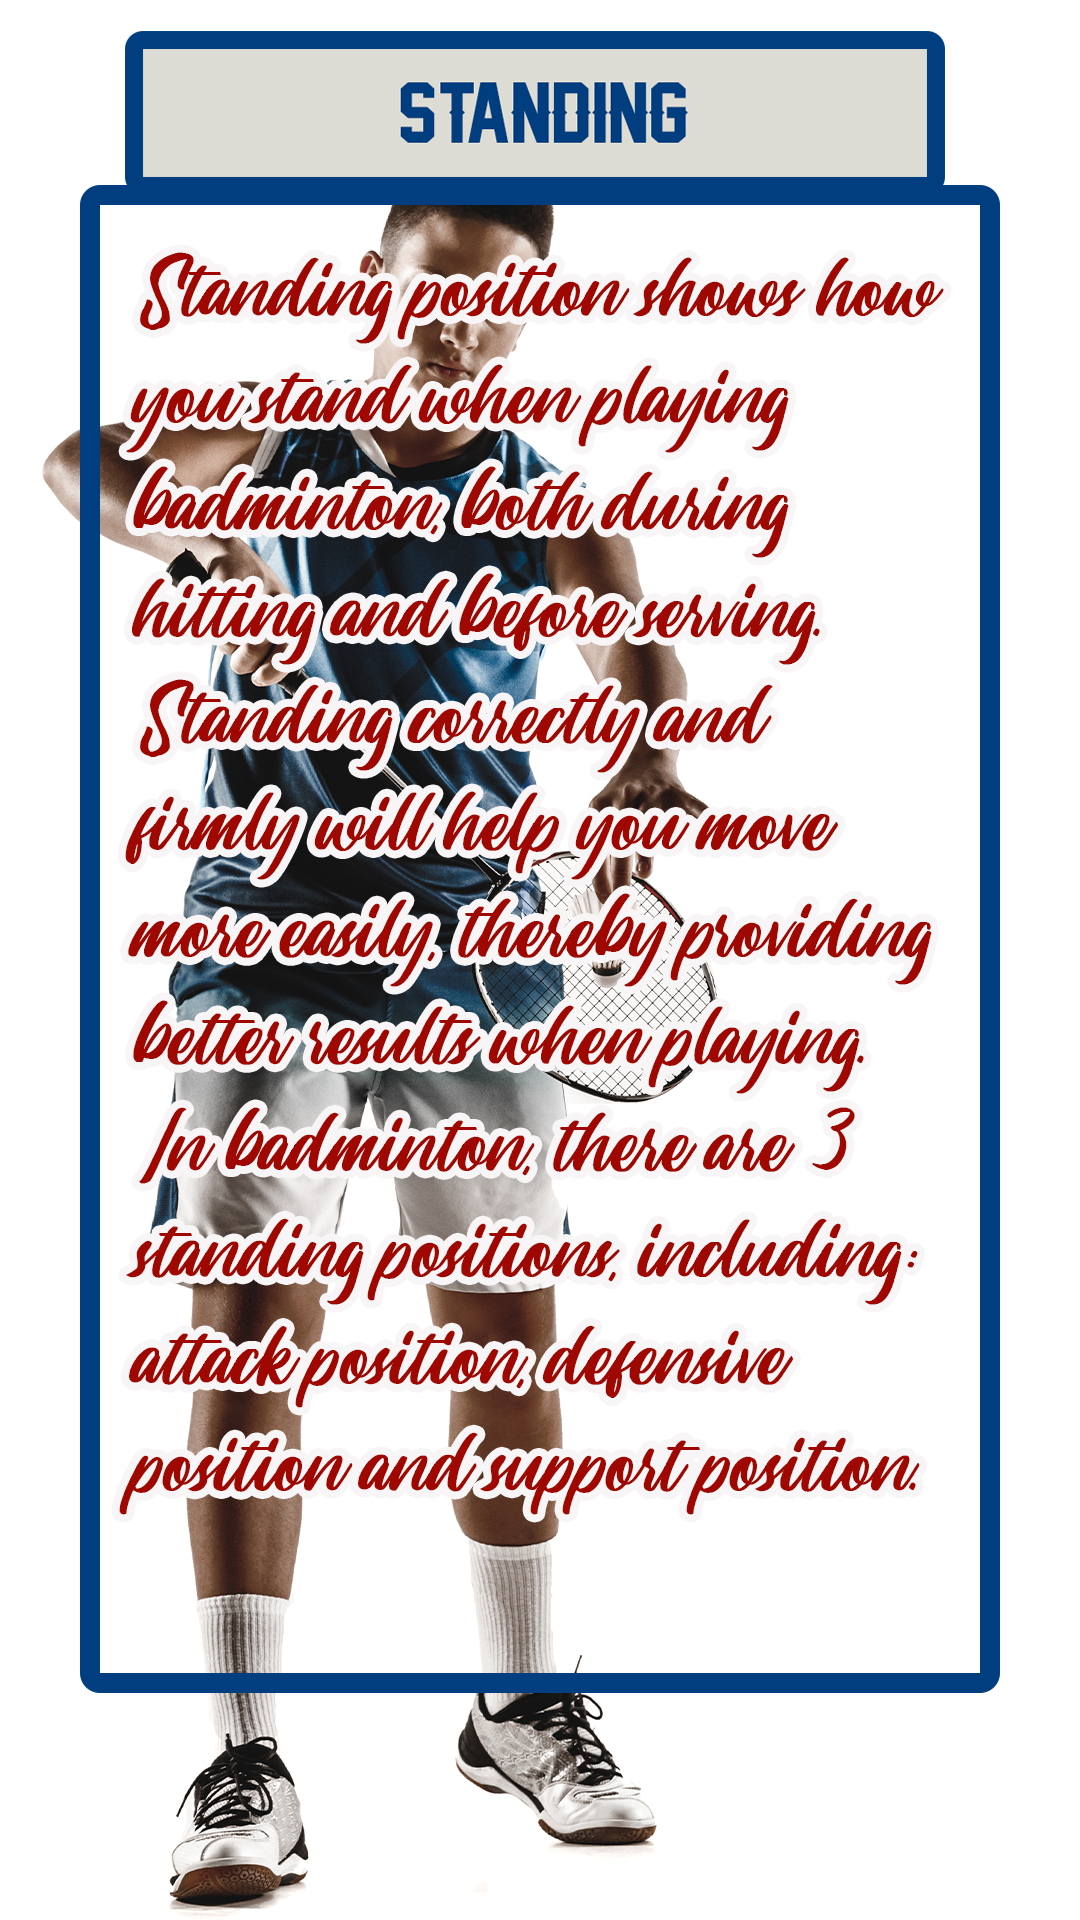 STANDING
Standing position shows how
you stand when playing
badminton, both during
hitting and before serving.
Standing correctly and
firmly will help you move
more easily, thereby providing
better results when playing.
In badminton, there are 3
standing positions, including:
attack position, defensive
position and support position.